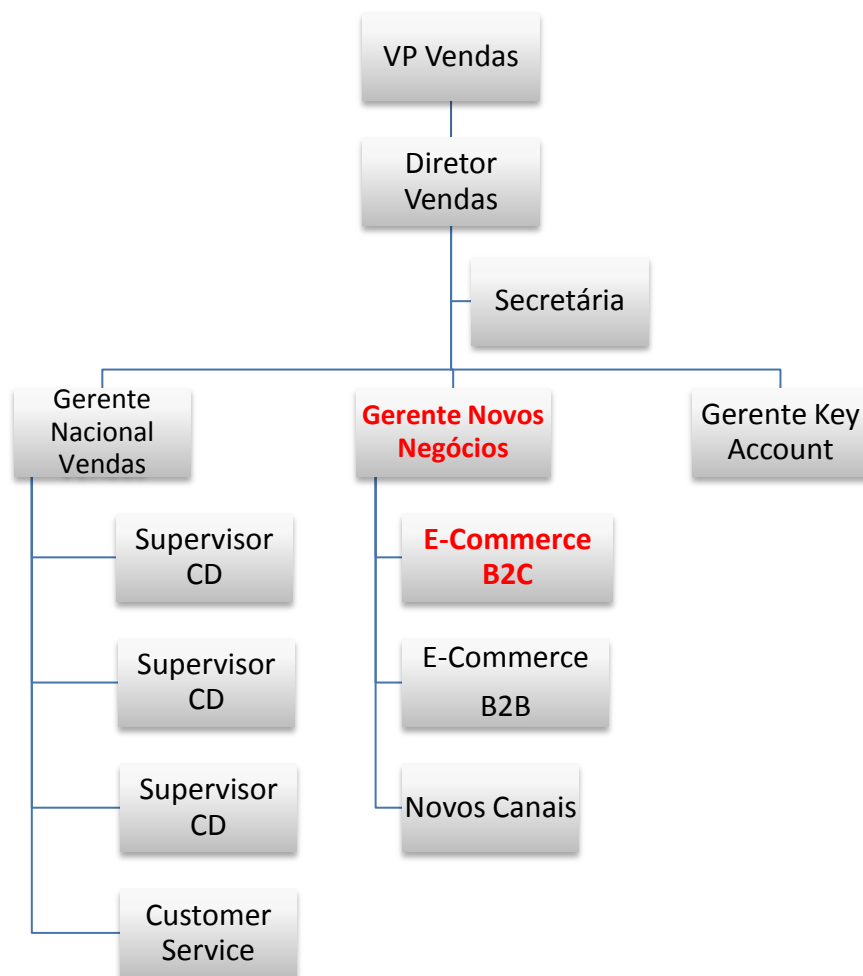 VP Vendas
Diretor
Vendas
Secretária
Gerente
Nacional
Vendas
Gerente Novos
Negócios
Gerente Key
Account
Supervisor
CD
E-Commerce
B2C
Supervisor
CD
E-Commerce
B2B
Supervisor
CD
Novos Canais
Customer
Service